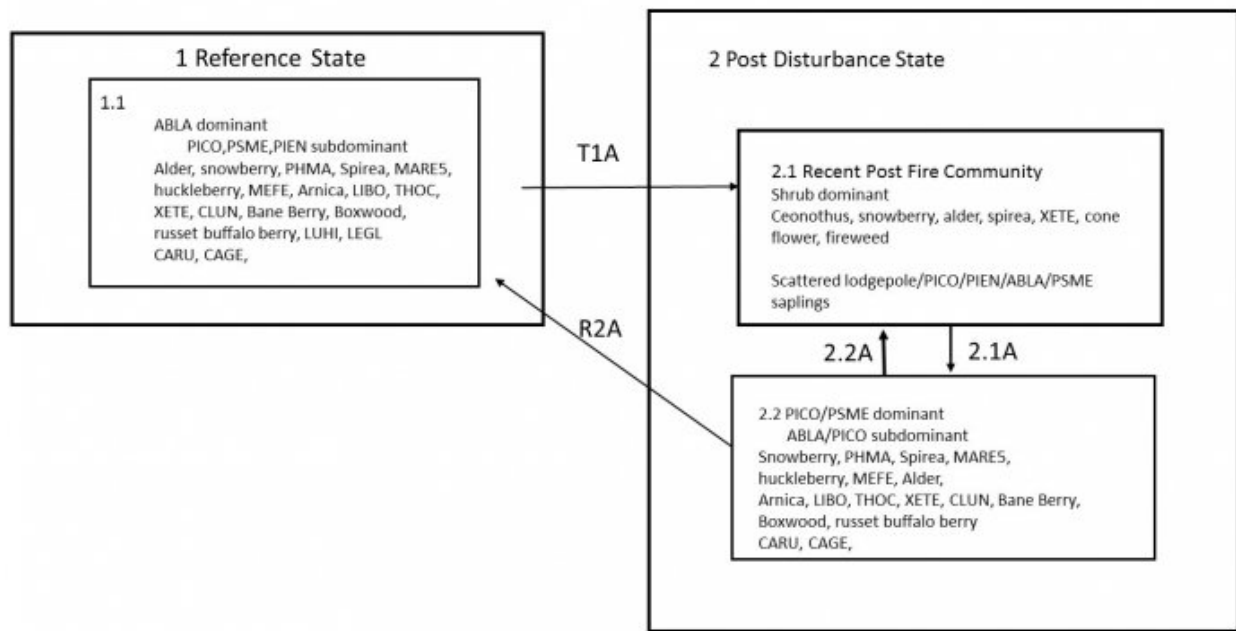 1 Reference State
1.1
ABLA dominant
PICO,PSME,PIEN subdominant
Alder, snowberry, PHMA, Spirea, MARE5,
huckleberry, MEFE, Arnica, LIBO, THOC,
XETE, CLUN, Bane Berry, Boxwood,
russet buffalo berry, LUHI, LEGL
CARU, CAGE,
T1A
R2A
2 Post Disturbance State
2.1 Recent Post Fire Community
Shrub dominant
Ceonothus, snowberry, alder, spirea, XETE, cone
flower, fireweed
Scattered lodgepole/PICO/PIEN/ABLA/PSME
saplings
2.2A
2.1A
2.2 PICO/PSME dominant
ABLA/PICO subdominant
Snowberry, PHMA, Spirea, MARE5,
huckleberry, MEFE, Alder,
Arnica, LIBO, THOC, XETE, CLUN, Bane Berry,
Boxwood, russet buffalo berry
CARU, CAGE,